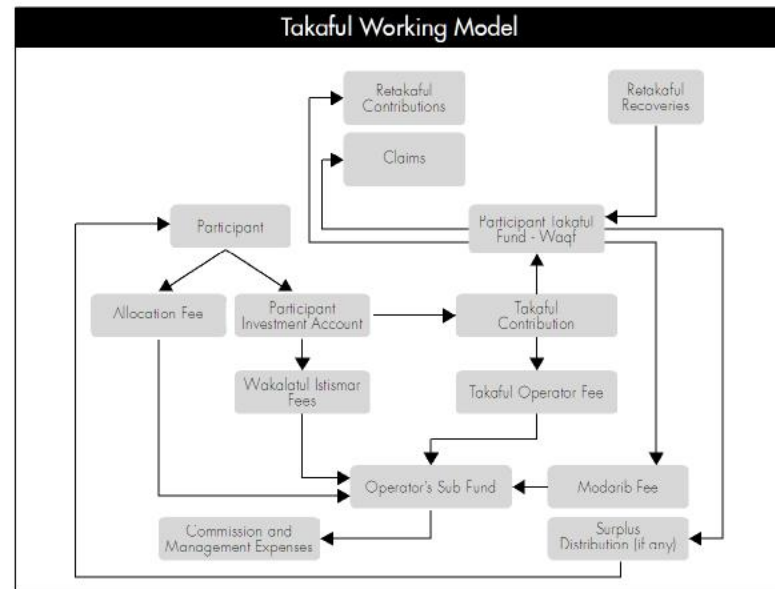 Takaful Working Model
Retakaful
Contributions
Retakaful
Recoveries
Claims
Participant
Participant Takaful
Fund - Waqf
Allocation Fee
Participant
Investment Account
Takaful
Contribution
Wakalatul Istismar
Fees
Takaful Operator Fee
Operator's Sub Fund
Modarib Fee
Commission and
Management Expenses
Surplus
Distribution (if any)